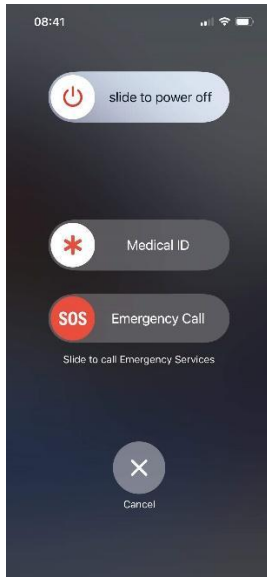 08:41
slide to power off
Medical ID
SOS Emergency Call
Slide to call Emergency Services
Cancel